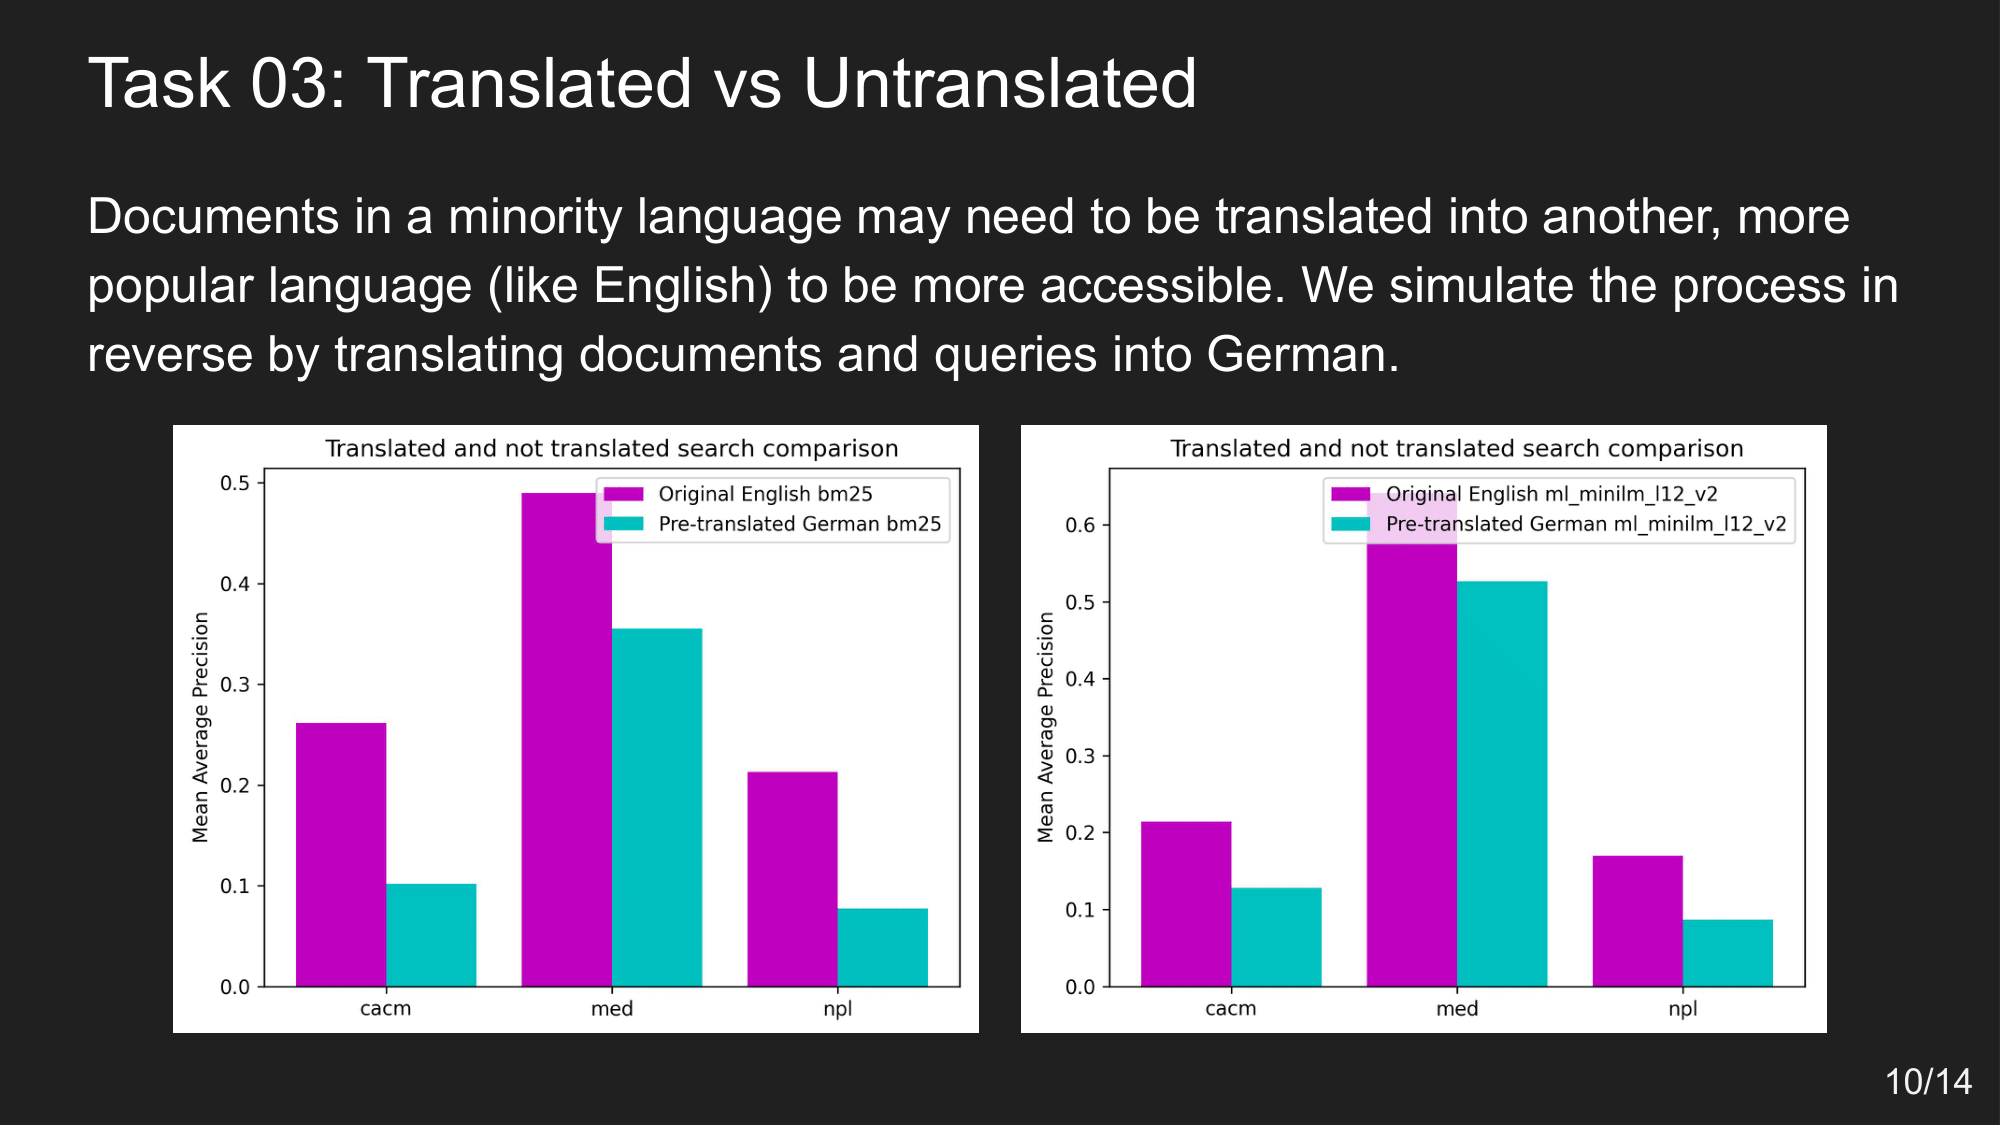 Task 03: Translated vs Untranslated
Documents in a minority language may need to be translated into another, more
popular language (like English) to be more accessible. We simulate the process in
reverse by translating documents and queries into German.
Translated and not translated search comparison
Original English bm25
Pre-translated German bm25
Mean Average Precision
0.5
0.4
0.3
0.2
0.1
0.0
cacm med npl
Translated and not translated search comparison
Original English ml_minilm_l12_v2
Pre-translated German ml_minilm_l12_v2
Mean Average Precision
0.6
0.5
0.4
0.3
0.2
0.1
0.0
cacm med npl
10/14